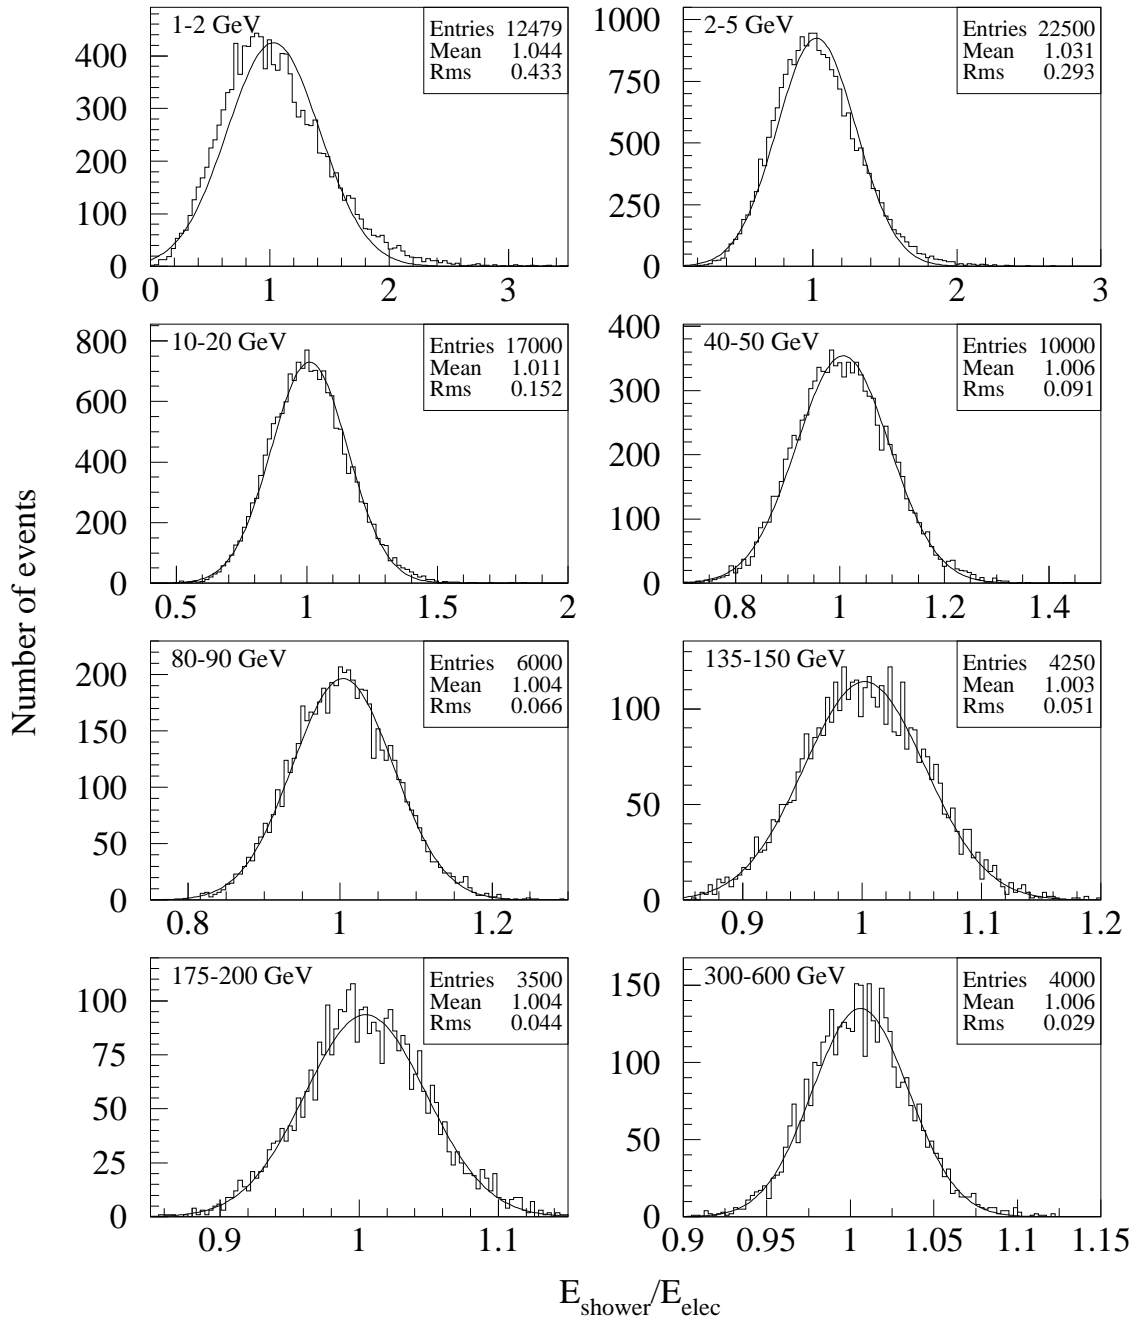 1-2 GeV
Entries 12479
Mean 1.044
Rms 0.433
400
300
200
100
0
0 1 2 3
2-5 GeV
Entries 22500
Mean 1.031
Rms 0.293
1000
750
500
250
0
1 2 3
10-20 GeV
Entries 17000
Mean 1.011
Rms 0.152
800
600
400
200
0
0.5 1 1.5 2
40-50 GeV
Entries 10000
Mean 1.006
Rms 0.091
400
300
200
100
0
0.8 1 1.2 1.4
Number of events
80-90 GeV
Entries 6000
Mean 1.004
Rms 0.066
200
150
100
50
0
0.8 1 1.2
135-150 GeV
Entries 4250
Mean 1.003
Rms 0.051
100
50
0
0.9 1 1.1 1.2
175-200 GeV
Entries 3500
Mean 1.004
Rms 0.044
100
75
50
25
0
0.9 1 1.1
300-600 GeV
Entries 4000
Mean 1.006
Rms 0.029
150
100
50
0
0.9 0.95 1 1.05 1.1 1.15
E_shower/E_elec